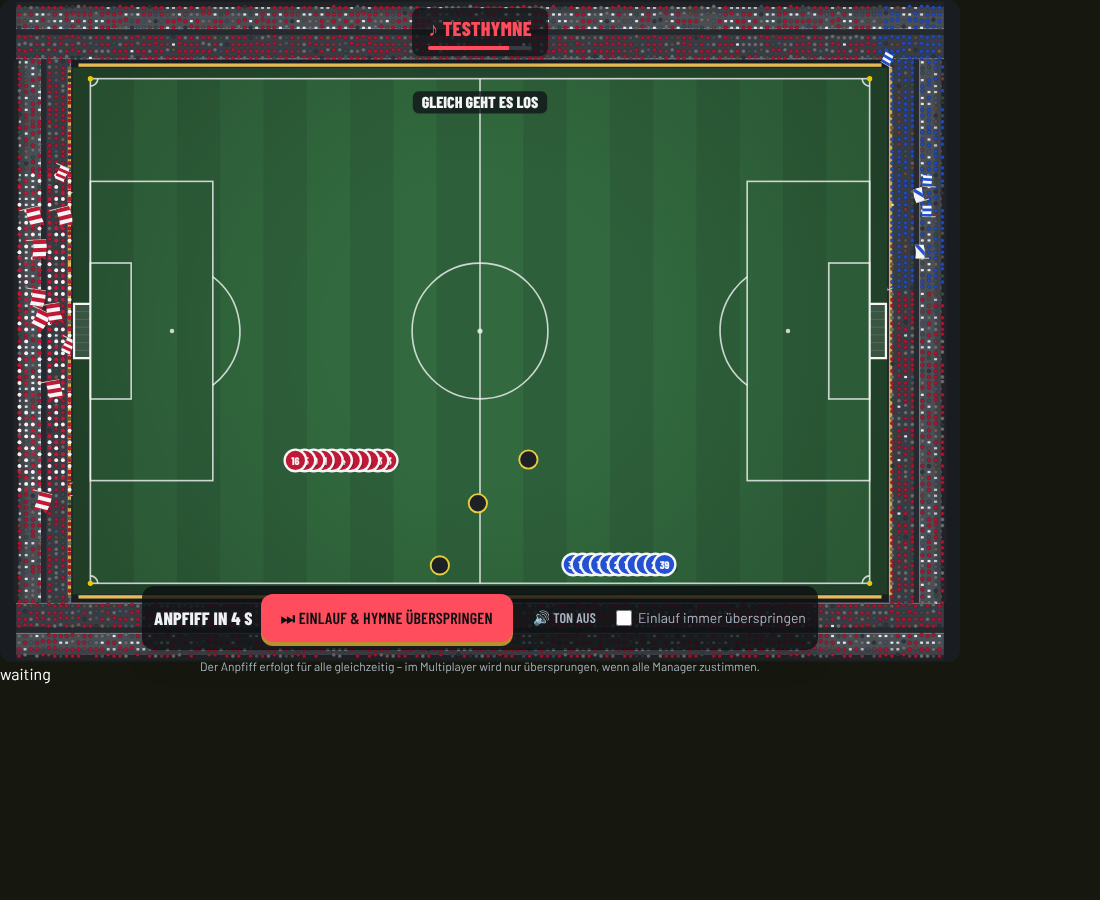 ♪ TESTHYMNE
GLEICH GEHT ES LOS
16
39
ANPFIFF IN 4 S
⏭ EINLAUF & HYMNE ÜBERSPRINGEN
🔊 TON AUS
Einlauf immer überspringen
Der Anpfiff erfolgt für alle gleichzeitig – im Multiplayer wird nur übersprungen, wenn alle Manager zustimmen.
waiting